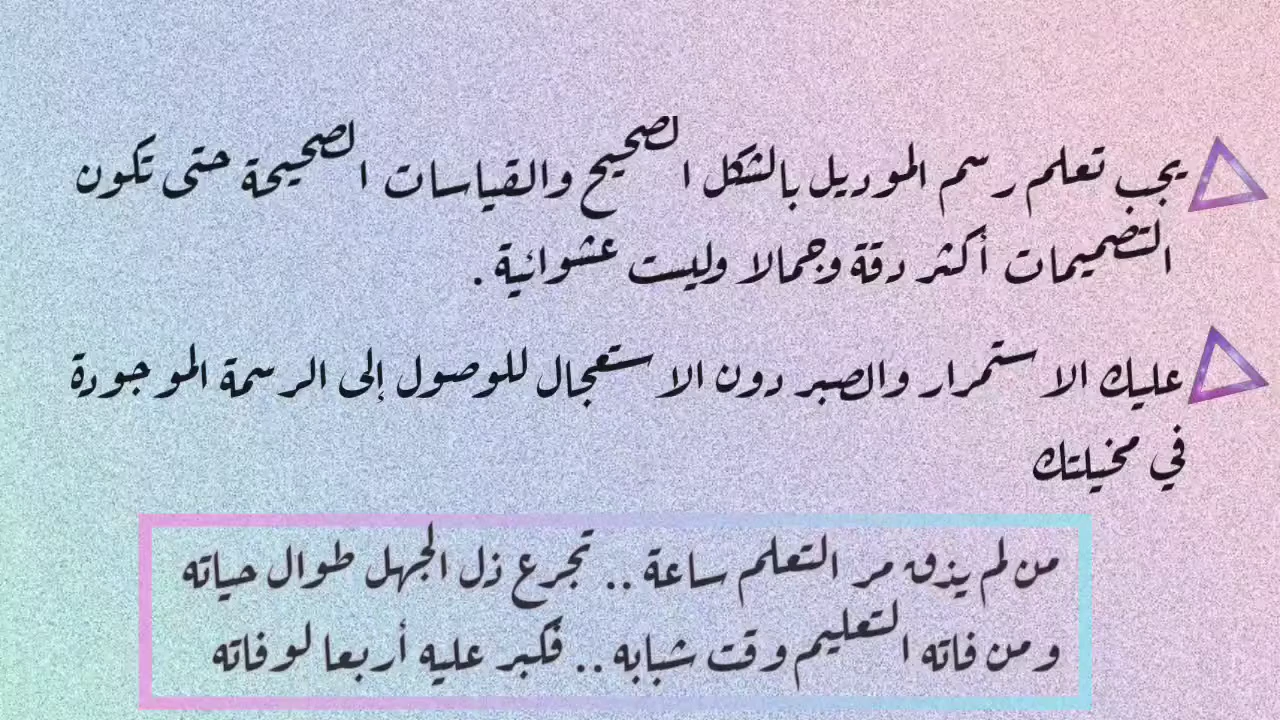 يجب تعلم رسم الموديل بالشكل الصحيح والقياسات الصحيحة حتى تكون
التصميمات أكثر دقة وجمالا وليست عشوائية .
عليك الاستمرار والصبر دون الاستعجال للوصول إلى الرسمة الموجودة
في مخيلتك
من لم يذق مر التعلم ساعة .. تجرع ذل الجهل طوال حياته
ومن فاته التعليم وقت شبابه .. فكبر عليه أربعا لوفاته